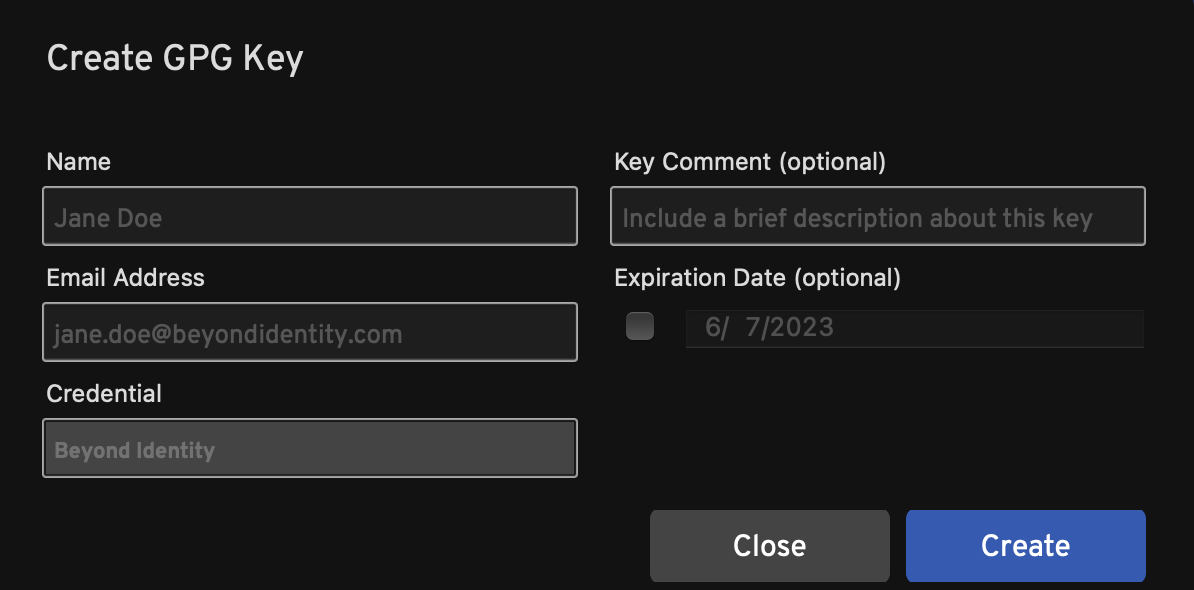 Create GPG Key
Name
Jane Doe
Email Address
jane.doe@beyondidentity.com
Credential
Beyond Identity
Key Comment (optional)
Include a brief description about this key
Expiration Date (optional)
6/ 7/2023
Close
Create